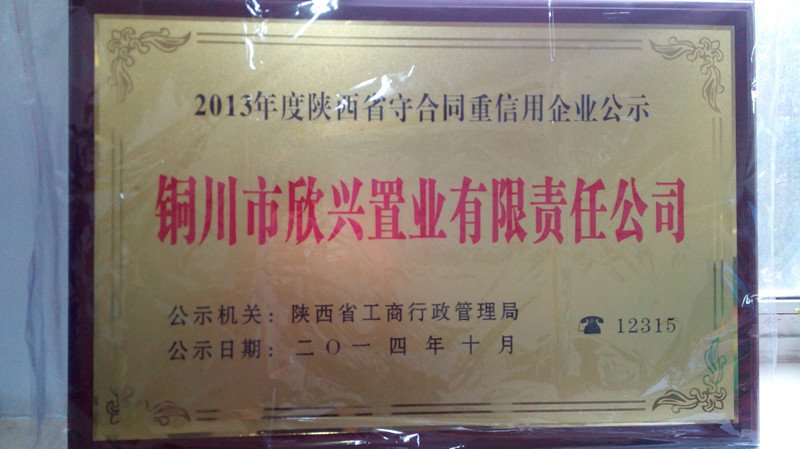 2013年度陕西省守合同重信用企业公示
铜川市欣兴置业有限责任公司
公示机关：陕西省工商行政管理局
☎ 12315
公示日期：二〇一四年十月